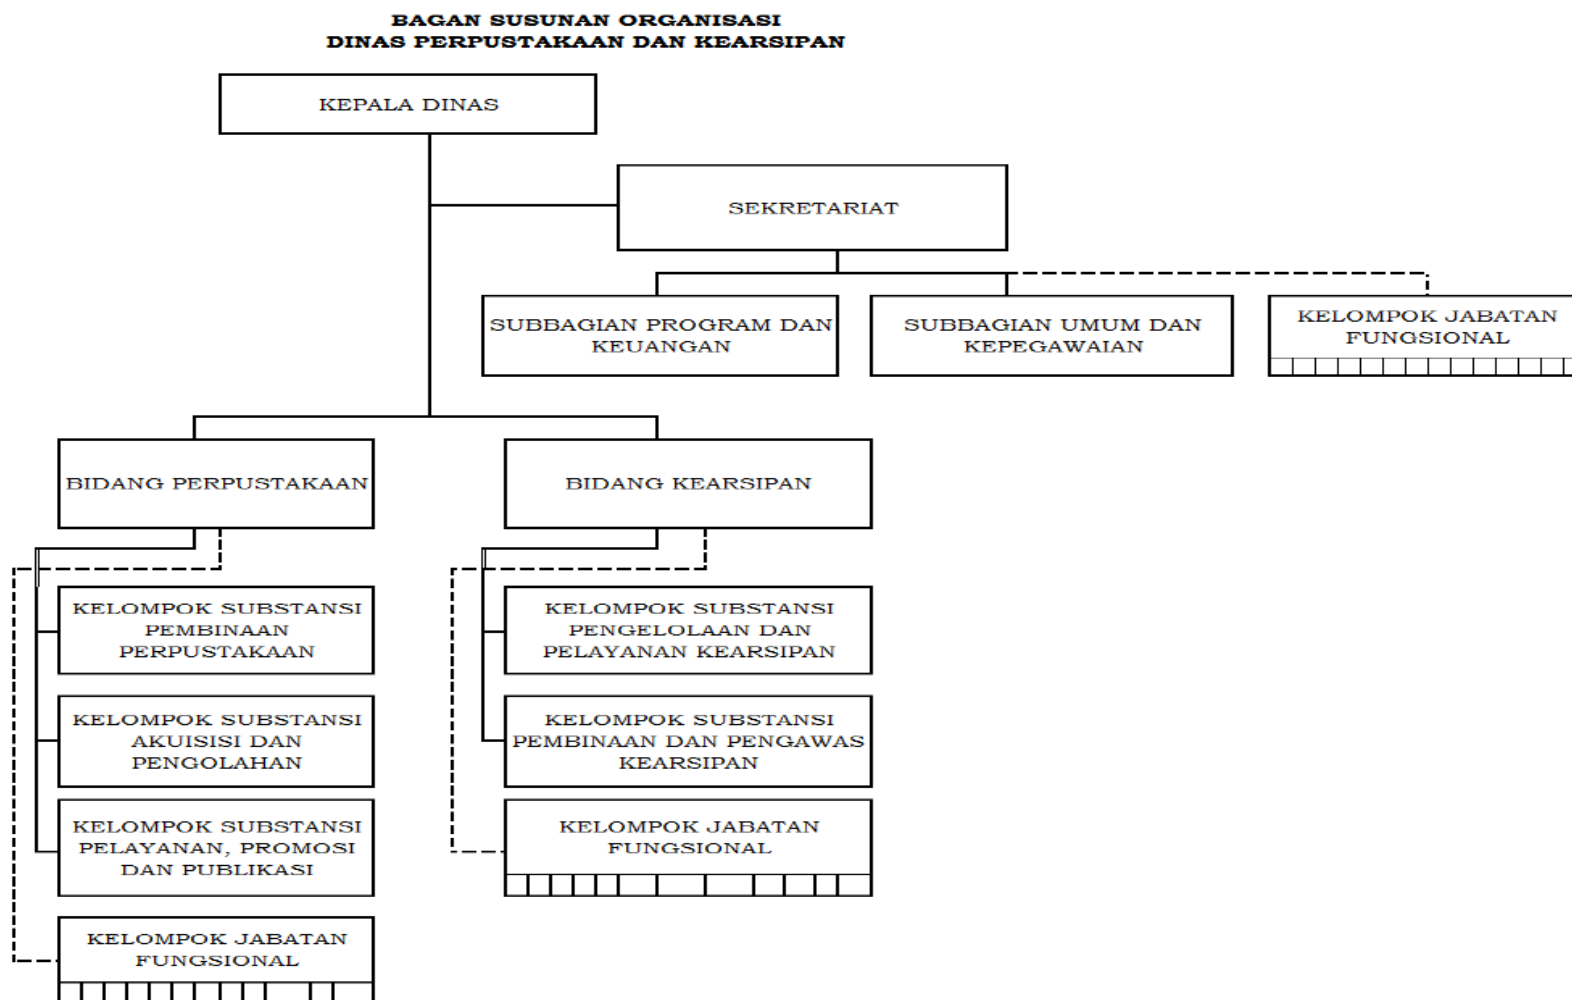 BAGAN SUSUNAN ORGANISASI
DINAS PERPUSTAKAAN DAN KEARSIPAN
KEPALA DINAS
SEKRETARIAT
SUBBAGIAN PROGRAM DAN
KEUANGAN
SUBBAGIAN UMUM DAN
KEPEGAWAIAN
KELOMPOK JABATAN
FUNGSIONAL
BIDANG PERPUSTAKAAN
BIDANG KEARSIPAN
KELOMPOK SUBSTANSI
PEMBINAAN
PERPUSTAKAAN
KELOMPOK SUBSTANSI
AKUISISI DAN
PENGOLAHAN
KELOMPOK SUBSTANSI
PELAYANAN, PROMOSI
DAN PUBLIKASI
KELOMPOK JABATAN
FUNGSIONAL
KELOMPOK SUBSTANSI
PENGELOLAAN DAN
PELAYANAN KEARSIPAN
KELOMPOK SUBSTANSI
PEMBINAAN DAN PENGAWAS
KEARSIPAN
KELOMPOK JABATAN
FUNGSIONAL